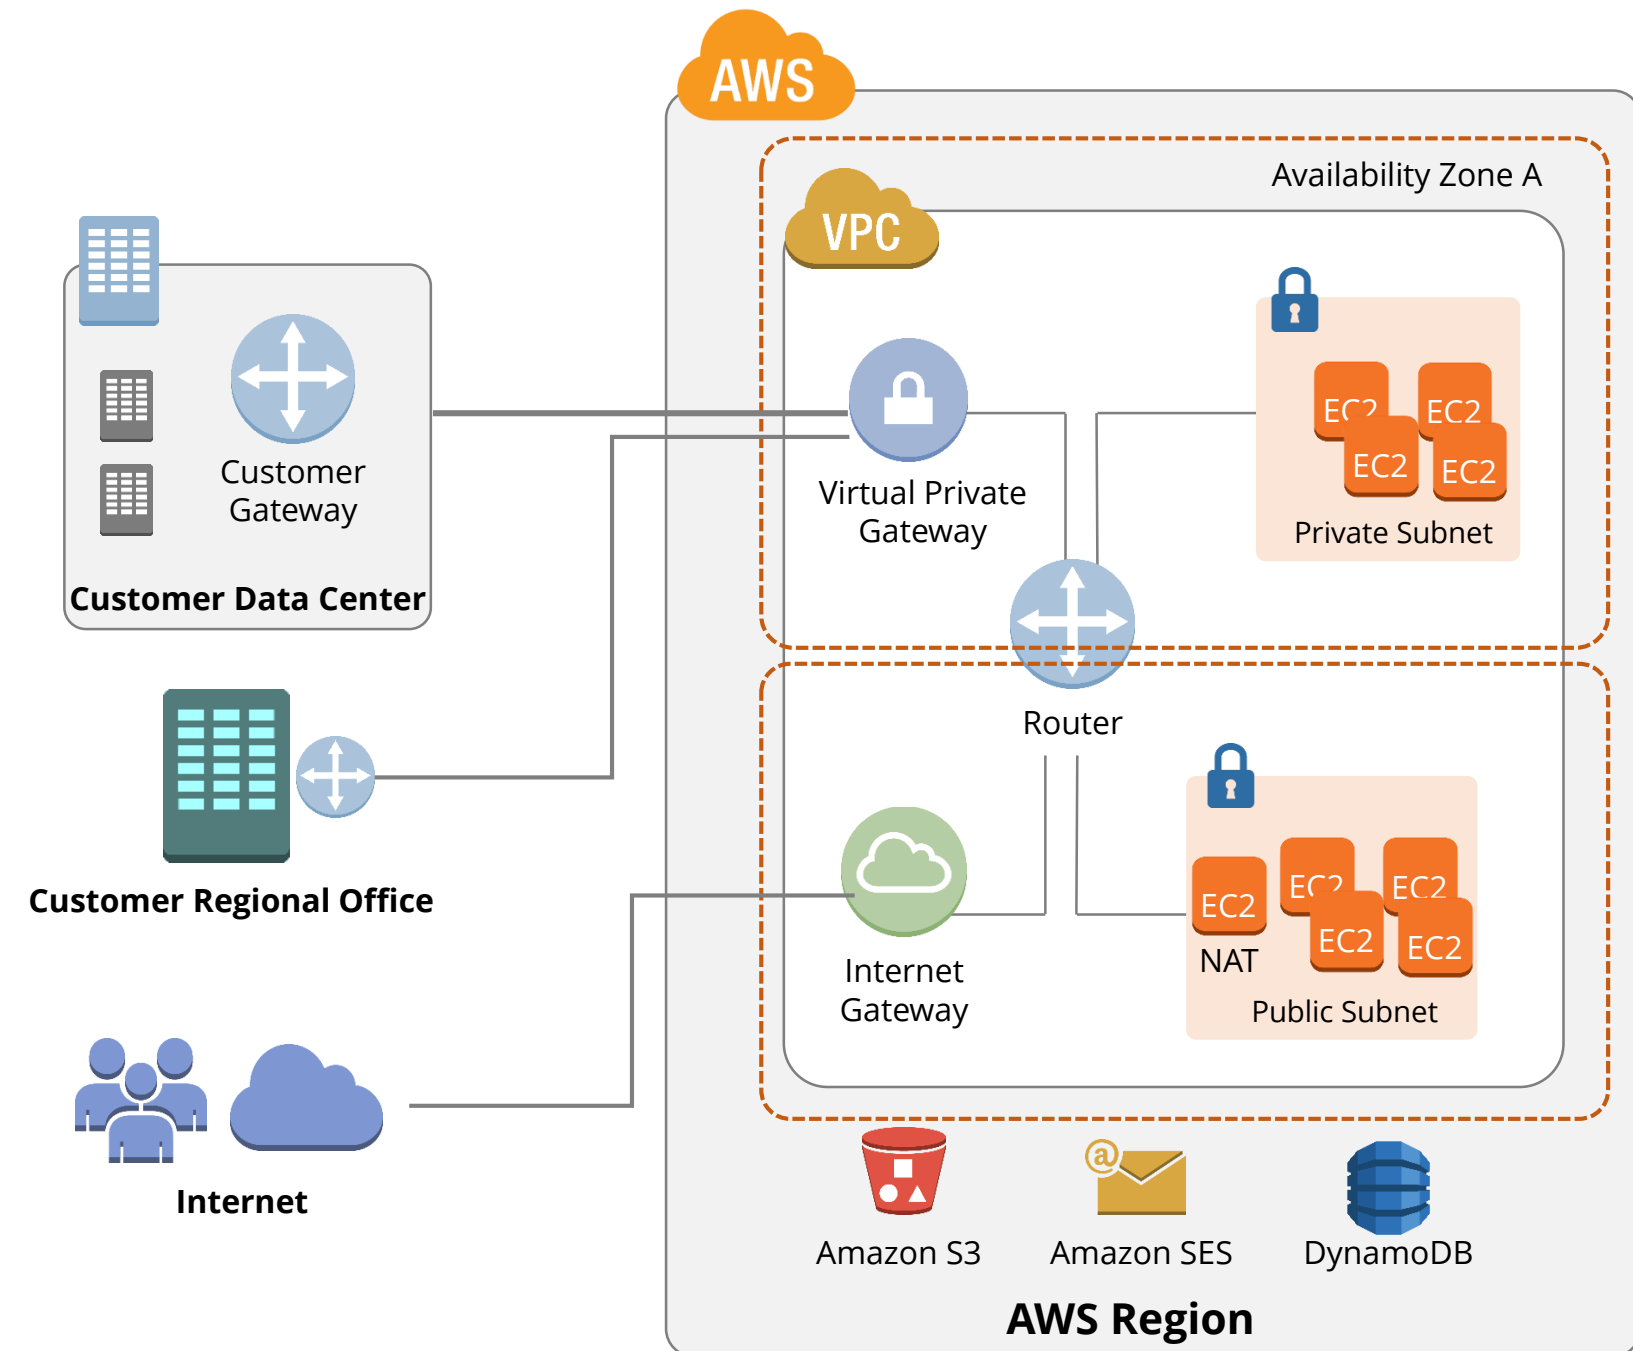 AWS
Availability Zone A
VPC
EC2
EC2
EC2
EC2
Private Subnet
Customer
Gateway
Customer Data Center
Virtual Private
Gateway
Router
Customer Regional Office
EC2
EC2
EC2
EC2
EC2
NAT
Public Subnet
Internet
Gateway
@
Internet
Amazon S3
Amazon SES
DynamoDB
AWS Region